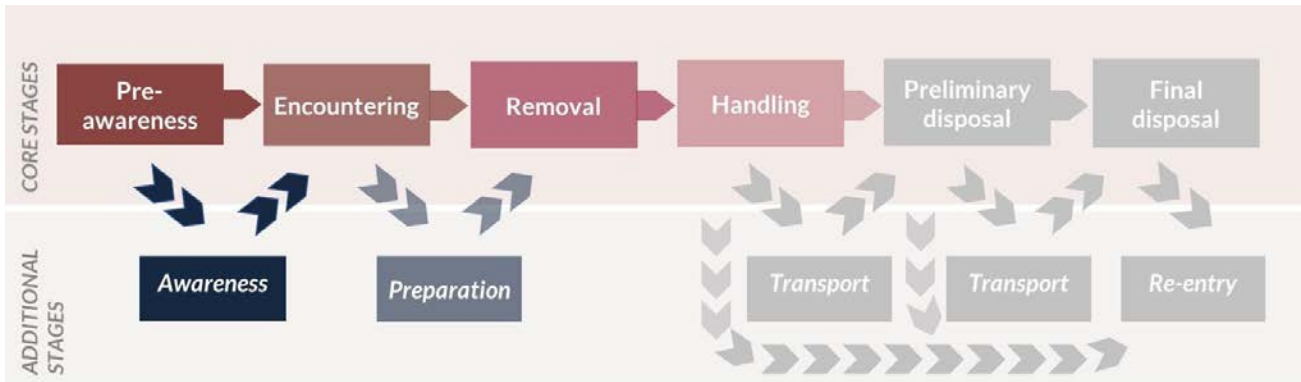 CORE STAGES
Pre-
awareness
Encountering
Removal
Handling
Preliminary
disposal
Final
disposal
ADDITIONAL
STAGES
Awareness
Preparation
Transport
Transport
Re-entry